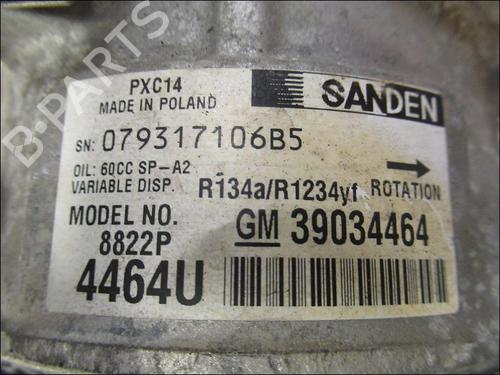 B-PARTS
PXC14
MADE IN POLAND
SANDEN
SN: 079317106B5
OIL: 60CC SP-A2
VARIABLE DISP.
R134a/R1234yf ROTATION
MODEL NO.
8822P
GM 39034464
4464U